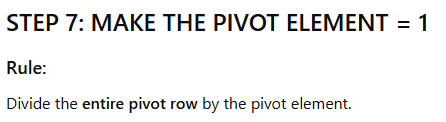 STEP 7: MAKE THE PIVOT ELEMENT = 1
Rule:
Divide the entire pivot row by the pivot element.